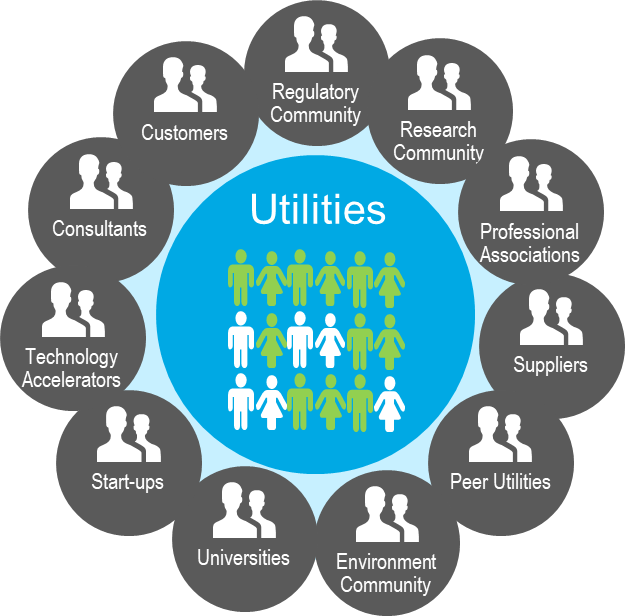 Regulatory
Community
Research
Community
Professional
Associations
Suppliers
Peer Utilities
Environment
Community
Universities
Start-ups
Technology
Accelerators
Consultants
Customers
Utilities